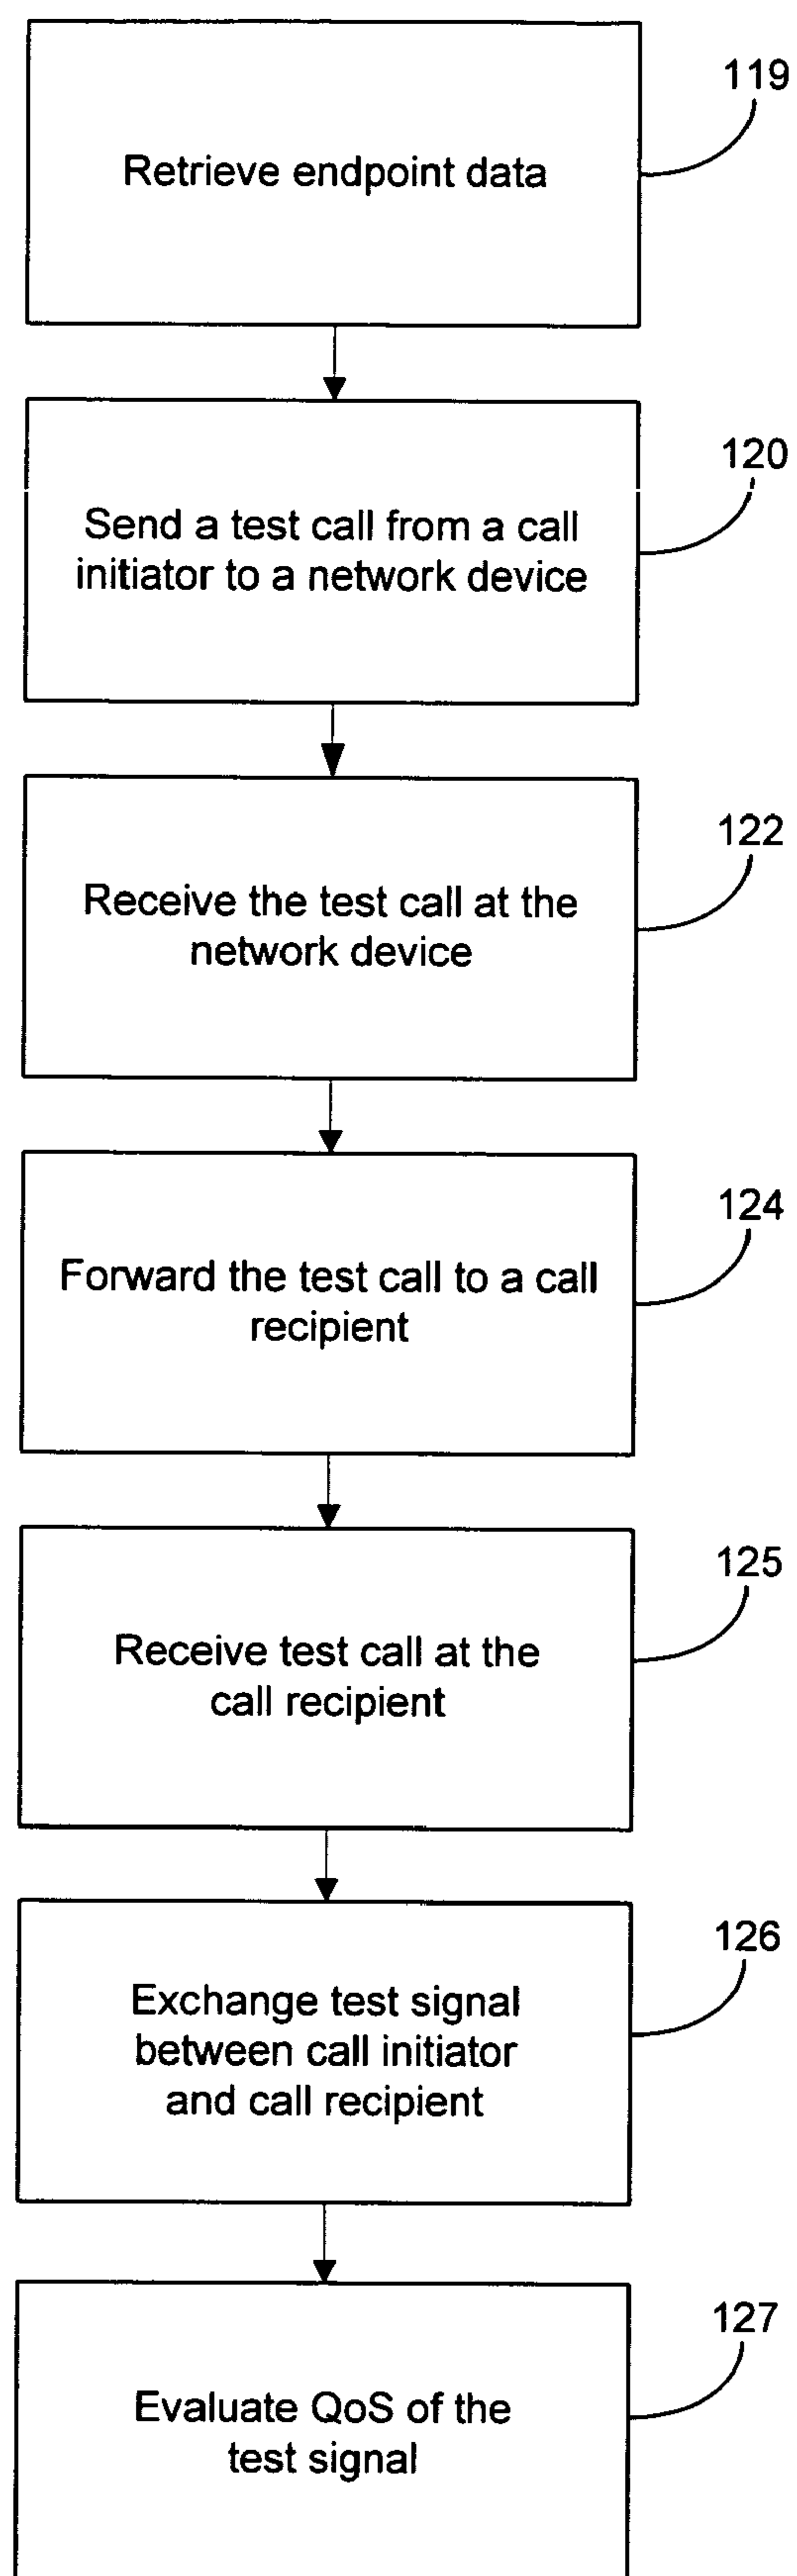 119
Retrieve endpoint data
120
Send a test call from a call
initiator to a network device
122
Receive the test call at the
network device
124
Forward the test call to a call
recipient
125
Receive test call at the
call recipient
126
Exchange test signal
between call initiator
and call recipient
127
Evaluate QoS of the
test signal